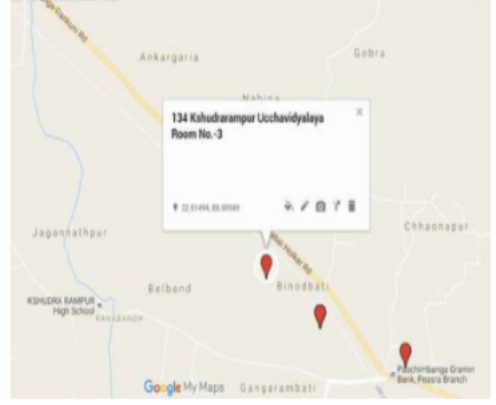 Ankargaria
Gobra
134 Kshudrarampur Ucchavidyalaya
Room No.-3
Jagannathpur
Chhaonapur
Belband
Binodbati
KSHUDRA RAMPUR
High School
Paschimbanga Gramin
Bank, Peasra Branch
Google My Maps
Gangarambati